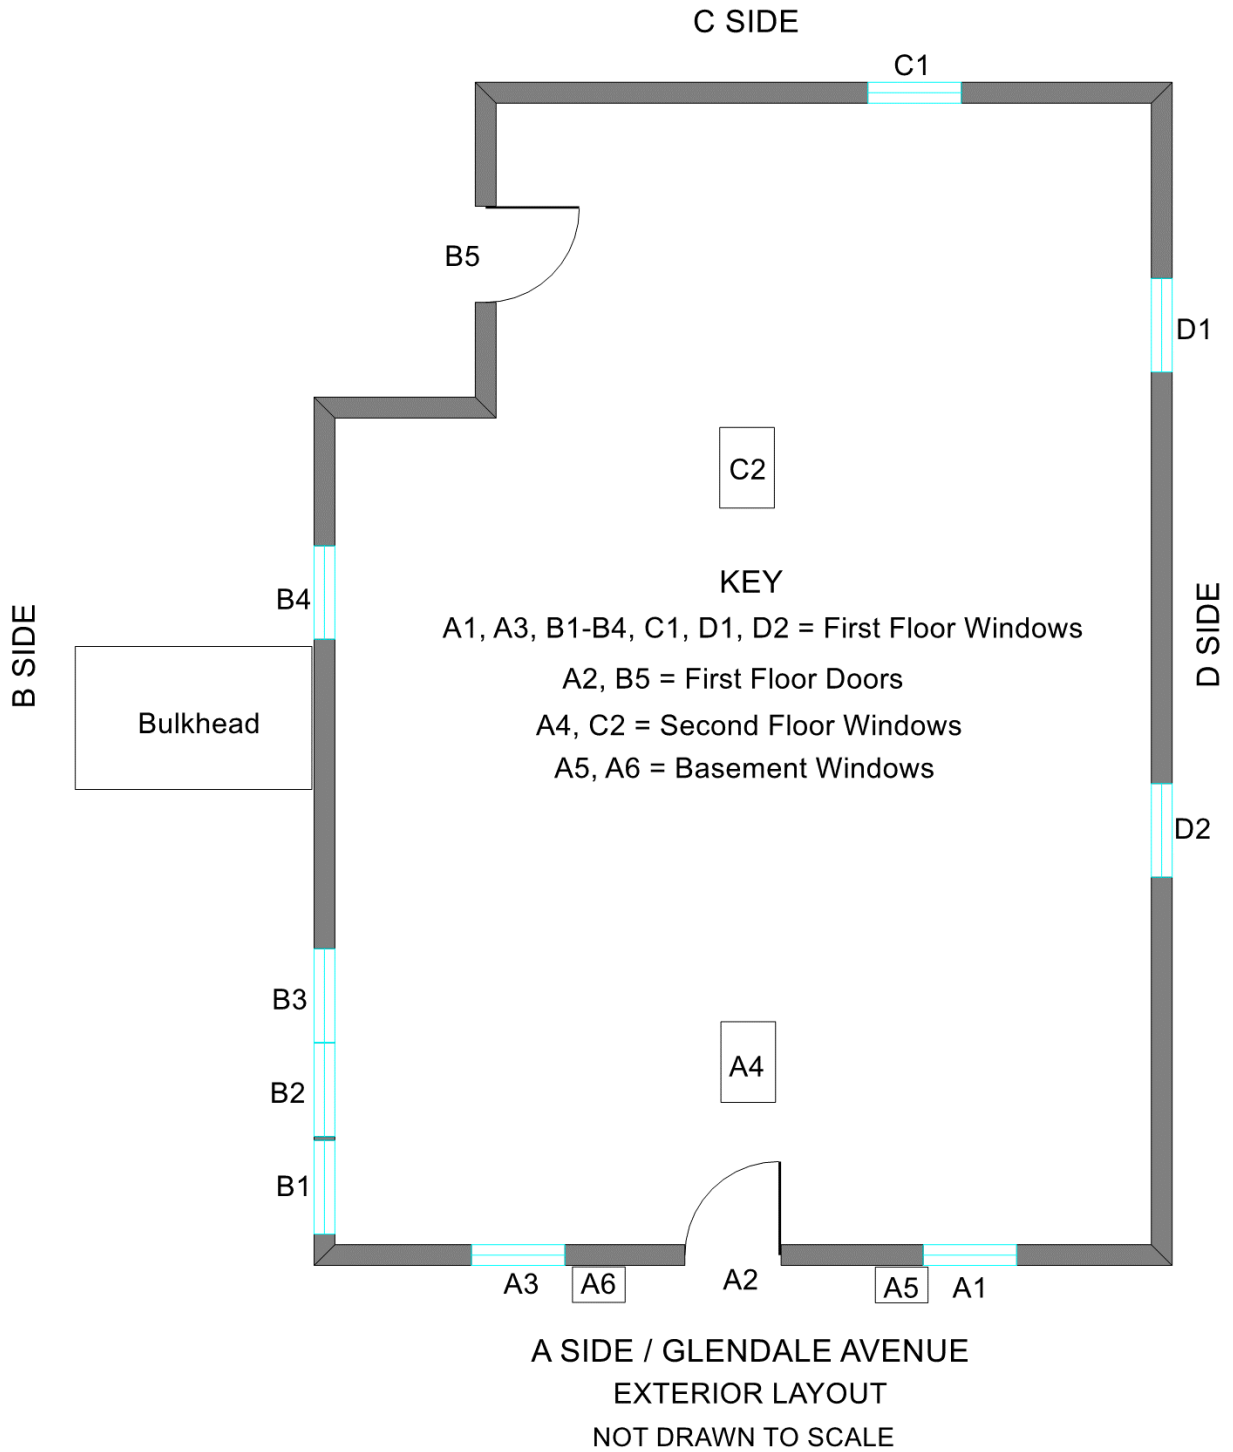 C SIDE
C1
B5
D1
C2
KEY
B4
A1, A3, B1-B4, C1, D1, D2 = First Floor Windows
B SIDE
D SIDE
A2, B5 = First Floor Doors
Bulkhead
A4, C2 = Second Floor Windows
A5, A6 = Basement Windows
D2
B3
A4
B2
B1
A3
A6
A2
A5
A1
A SIDE / GLENDALE AVENUE
EXTERIOR LAYOUT
NOT DRAWN TO SCALE